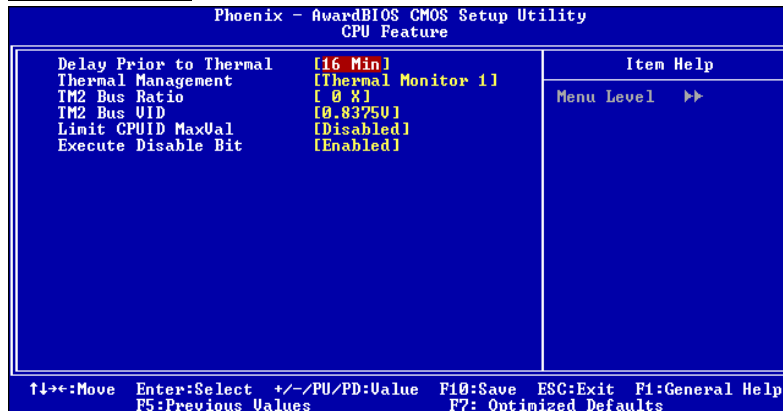 Phoenix - AwardBIOS CMOS Setup Utility
CPU Feature
Delay Prior to Thermal [16 Min]
Thermal Management [Thermal Monitor 1]
TM2 Bus Ratio [ 0 X]
TM2 Bus VID [0.8375V]
Limit CPUID MaxVal [Disabled]
Execute Disable Bit [Enabled]
Item Help
Menu Level ▶▶
↑↓→←:Move Enter:Select +/-/PU/PD:Value F10:Save ESC:Exit F1:General Help
F5:Previous Values F7: Optimized Defaults